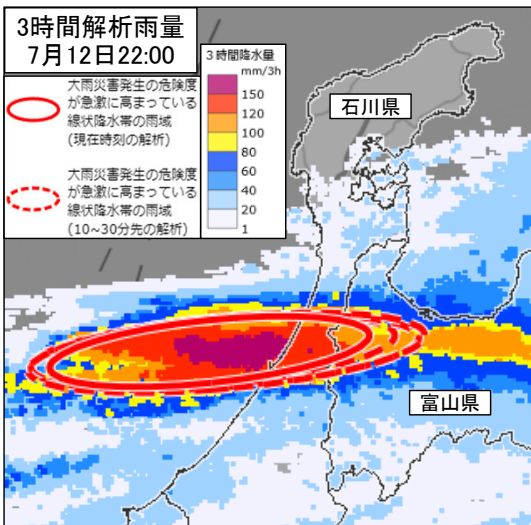 3時間解析雨量
7月12日22:00
大雨災害発生の危険度
が急激に高まっている
線状降水帯の雨域
(現在時刻の解析)
大雨災害発生の危険度
が急激に高まっている
線状降水帯の雨域
(10~30分先の解析)
3時間降水量
mm/3h
150
120
100
80
60
40
20
1
石川県
富山県